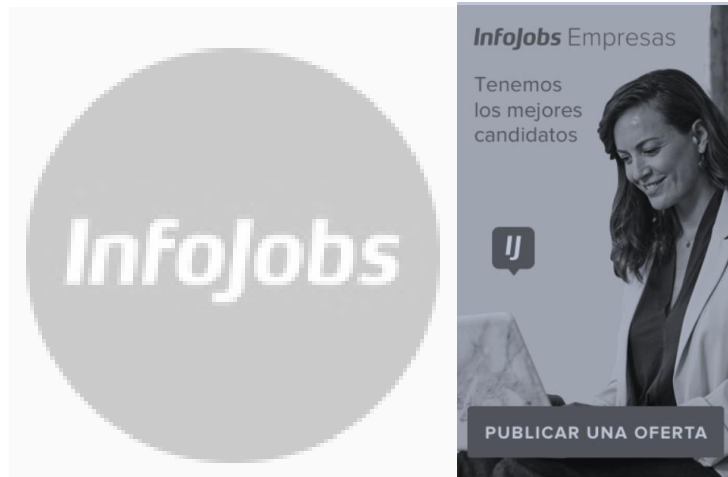 InfoJobs
InfoJobs Empresas
Tenemos
los mejores
candidatos
IJ
PUBLICAR UNA OFERTA